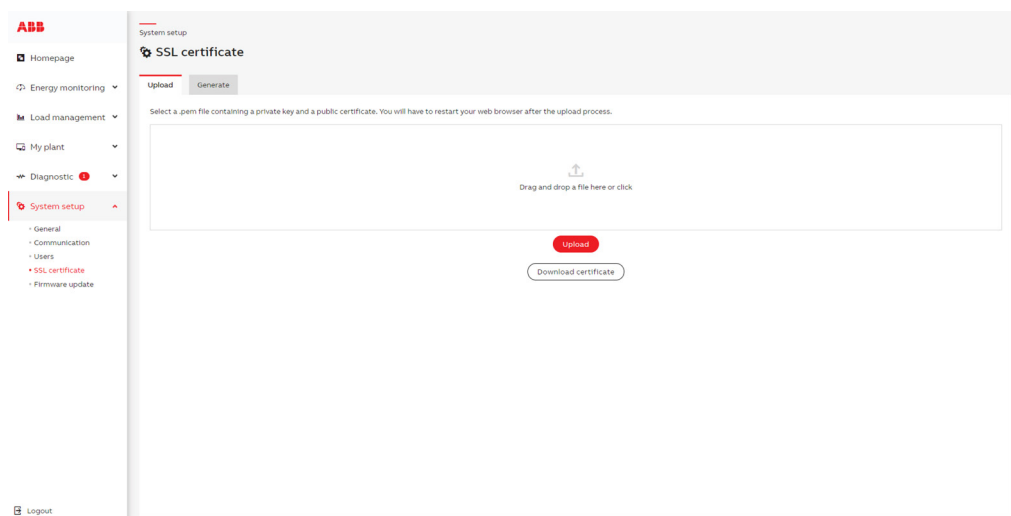 ABB
Homepage
Energy monitoring
Load management
My plant
Diagnostic 1
System setup
General
Communication
Users
SSL certificate
Firmware update
Logout
System setup
SSL certificate
Upload Generate
Select a .pem file containing a private key and a public certificate. You will have to restart your web browser after the upload process.
Drag and drop a file here or click
Upload
Download certificate